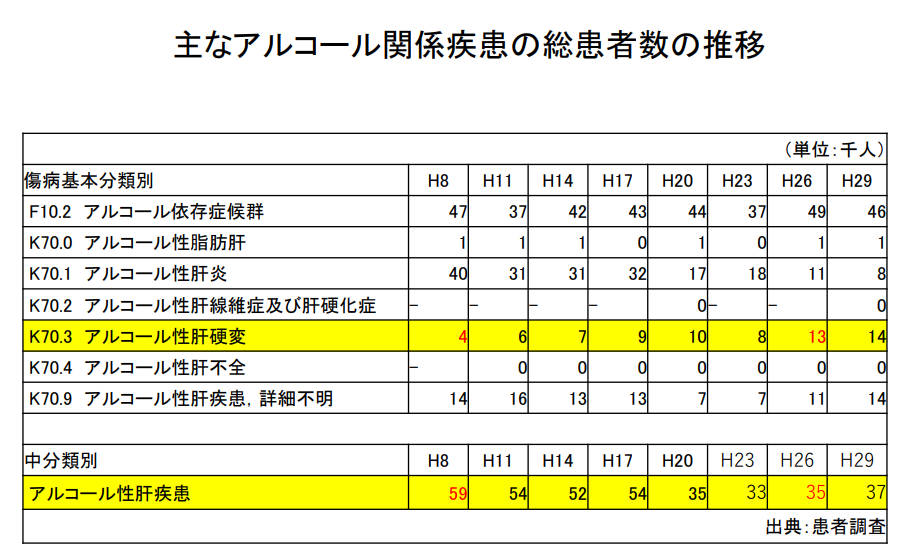 主なアルコール関係疾患の総患者数の推移
（単位：千人）
傷病基本分類別 H8 H11 H14 H17 H20 H23 H26 H29
F10.2 アルコール依存症候群 47 37 42 43 44 37 49 46
K70.0 アルコール性脂肪肝 1 1 1 0 1 0 1 1
K70.1 アルコール性肝炎 40 31 31 32 17 18 11 8
K70.2 アルコール性肝線維症及び肝硬化症 － － － － 0 － － 0
K70.3 アルコール性肝硬変 4 6 7 9 10 8 13 14
K70.4 アルコール性肝不全 － 0 0 0 0 0 0 0
K70.9 アルコール性肝疾患，詳細不明 14 16 13 13 7 7 11 14
中分類別 H8 H11 H14 H17 H20 H23 H26 H29
アルコール性肝疾患 59 54 52 54 35 33 35 37
出典：患者調査